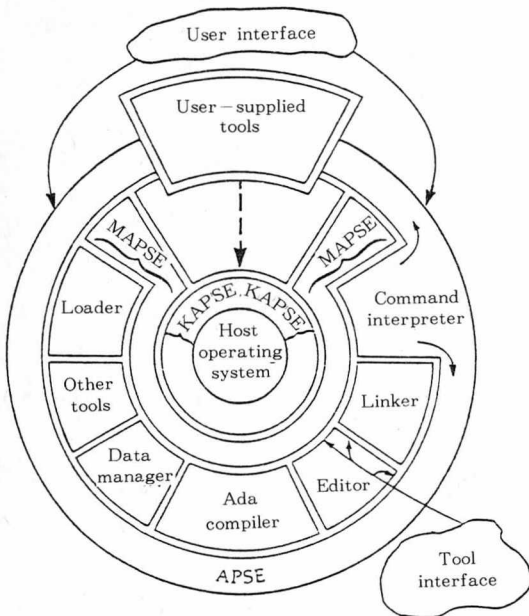 User interface
User – supplied
tools
MAPSE
MAPSE
KAPSE. KAPSE
Loader
Host
operating
system
Command
interpreter
Other
tools
Linker
Data
manager
Ada
compiler
Editor
APSE
Tool
interface